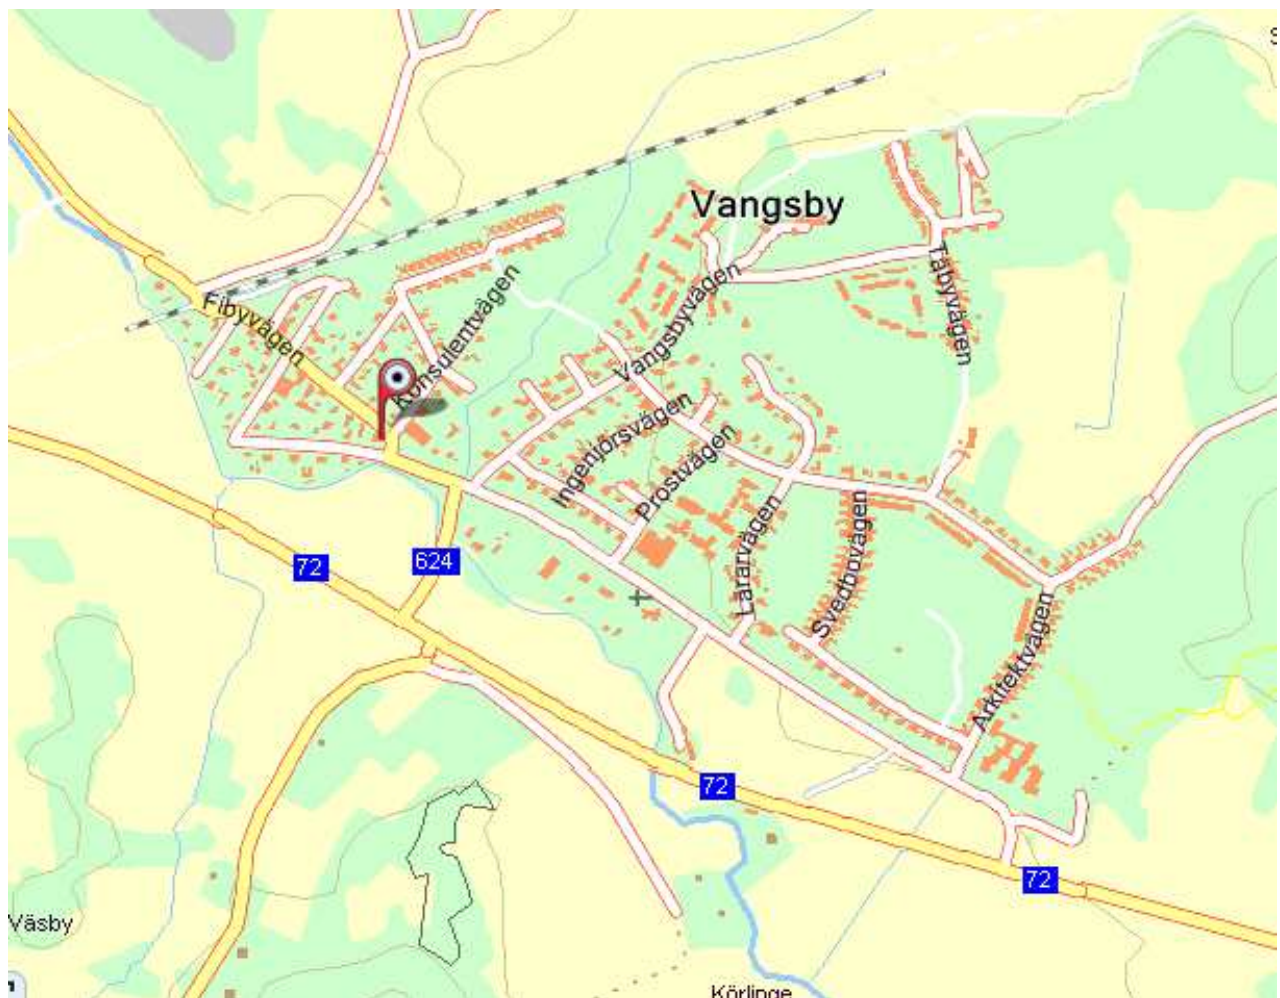 Vangsby
Fibyvägen
Konsulentvägen
Vangsbyvägen
Täbyvägen
Ingenjörsvägen
Prostvägen
Lärarvägen
Svedbovägen
Arkitektvägen
72
624
72
72
Väsby
Körlinge